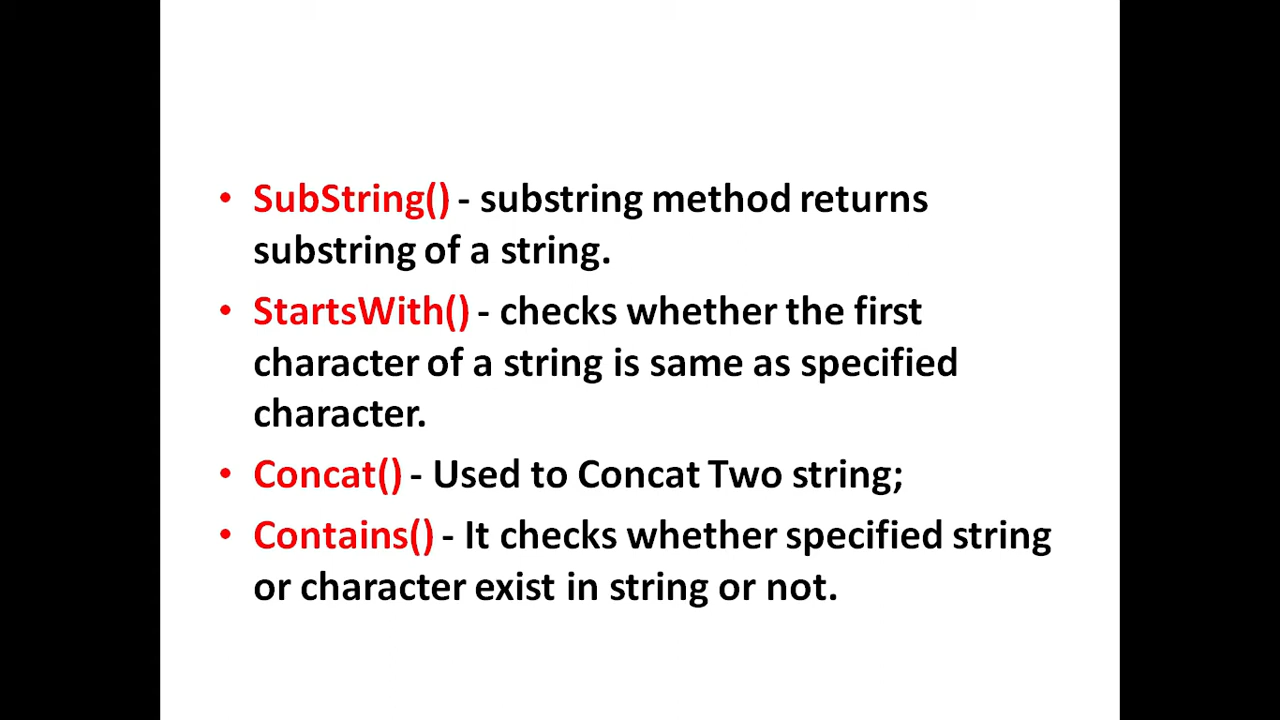 • SubString() - substring method returns
substring of a string.
• StartsWith() - checks whether the first
character of a string is same as specified
character.
• Concat() - Used to Concat Two string;
• Contains() - It checks whether specified string
or character exist in string or not.